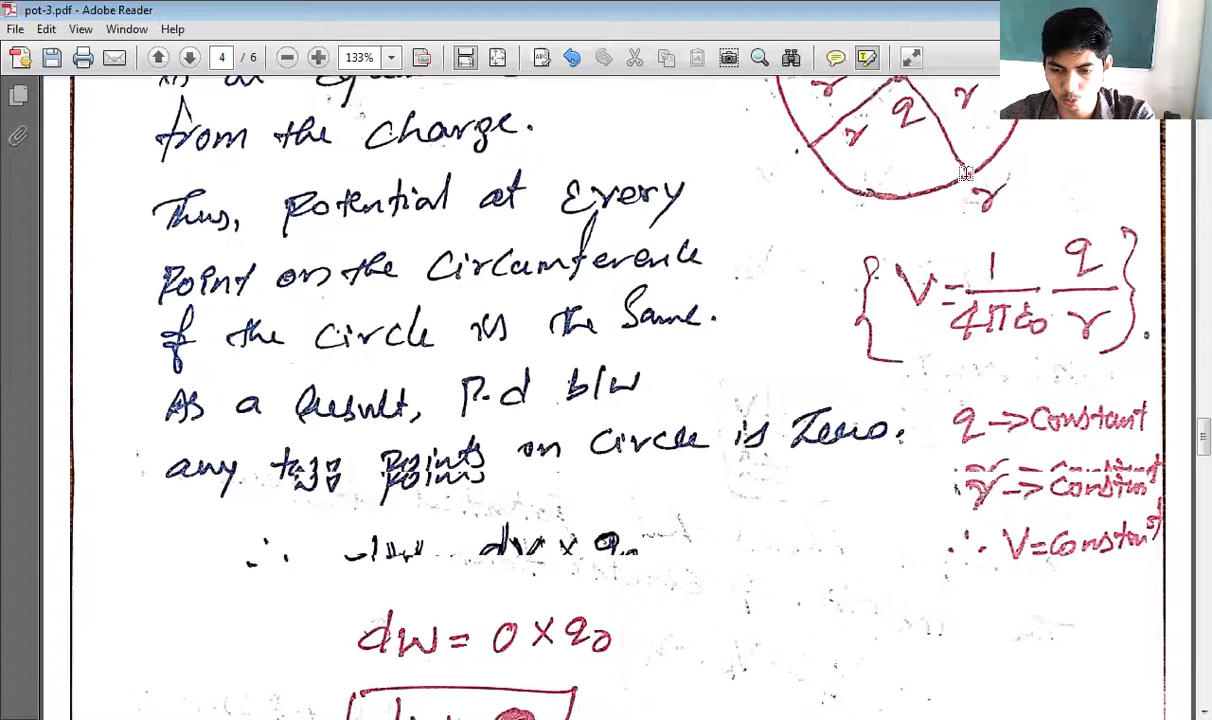 pot-3.pdf - Adobe Reader
File Edit View Window Help
4 / 6 133%
from the charge.
Thus, potential at every
point on the circumference
of the circle is the same.
As a Result, P.d b/w
any two points on circle is Zero.
dv x q₀
dw = 0 × q₀
r r
r q
r
{ V = 1/4πε₀ q/r }.
q → Constant
r → Constant
∴ V = Constant